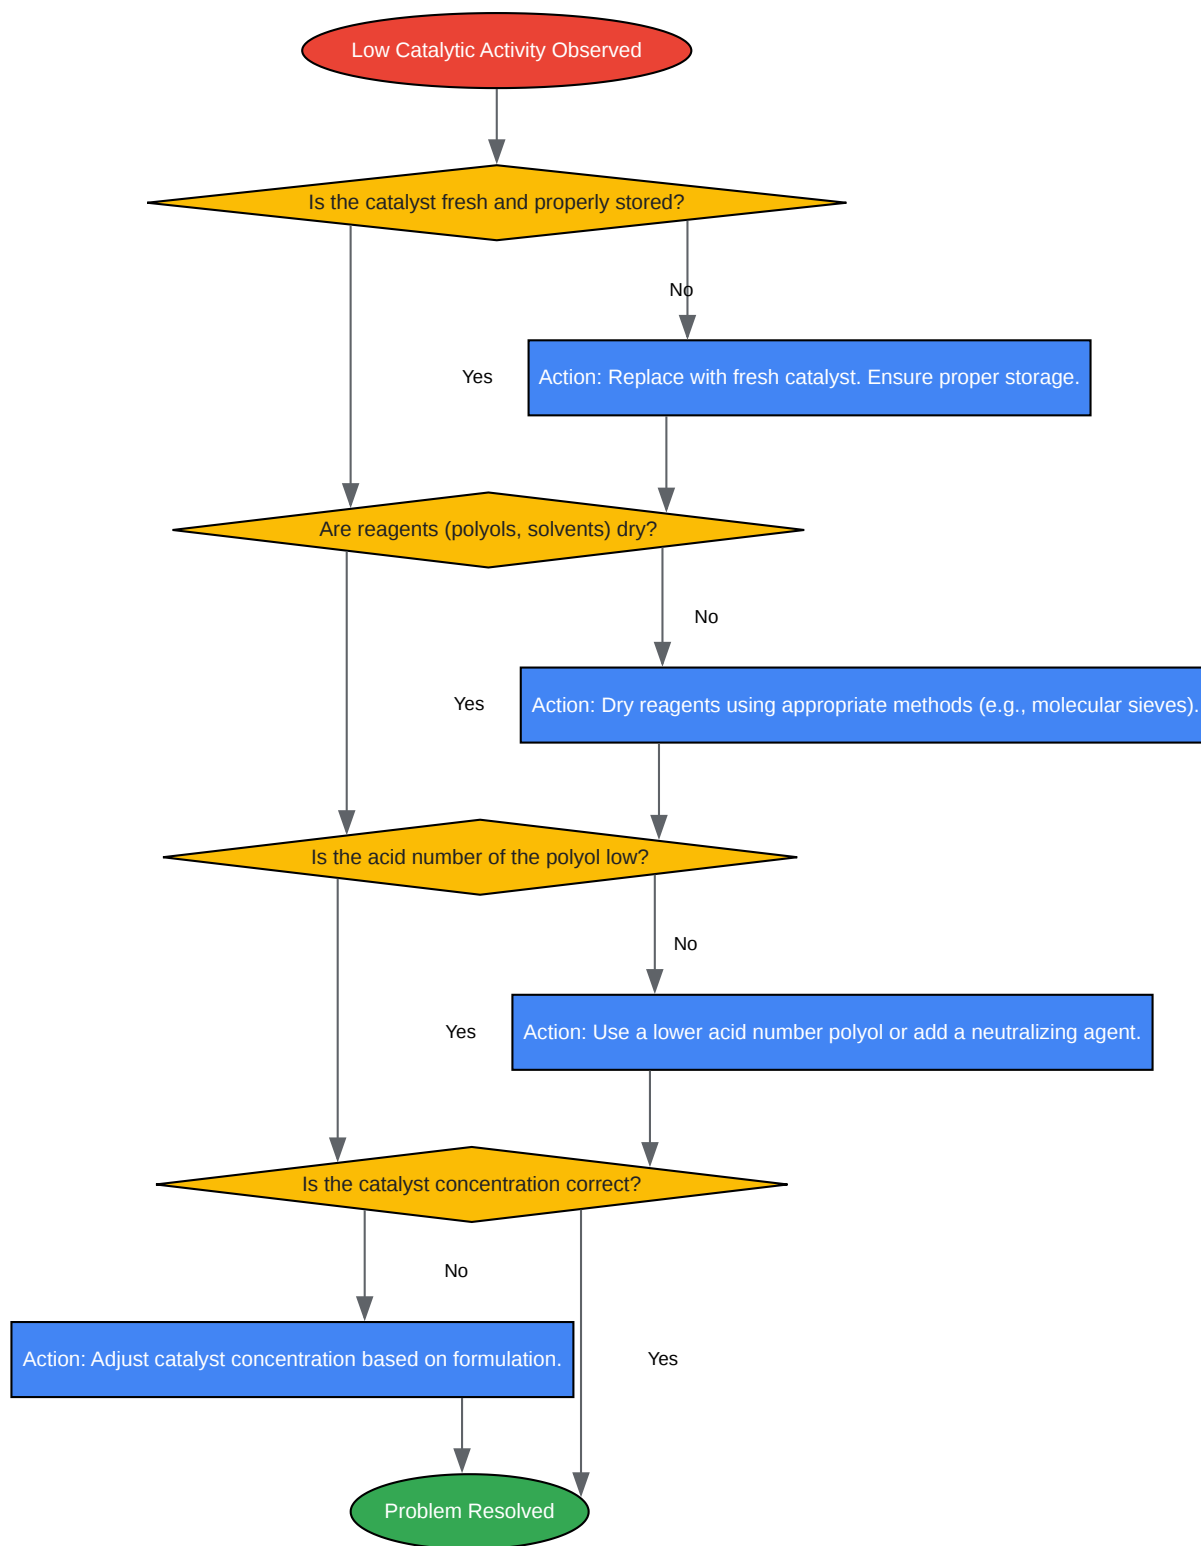 Low Catalytic Activity Observed
Is the catalyst fresh and properly stored?
No
Yes
Action: Replace with fresh catalyst. Ensure proper storage.
Are reagents (polyols, solvents) dry?
No
Yes
Action: Dry reagents using appropriate methods (e.g., molecular sieves).
Is the acid number of the polyol low?
No
Yes
Action: Use a lower acid number polyol or add a neutralizing agent.
Is the catalyst concentration correct?
No
Action: Adjust catalyst concentration based on formulation.
Yes
Problem Resolved